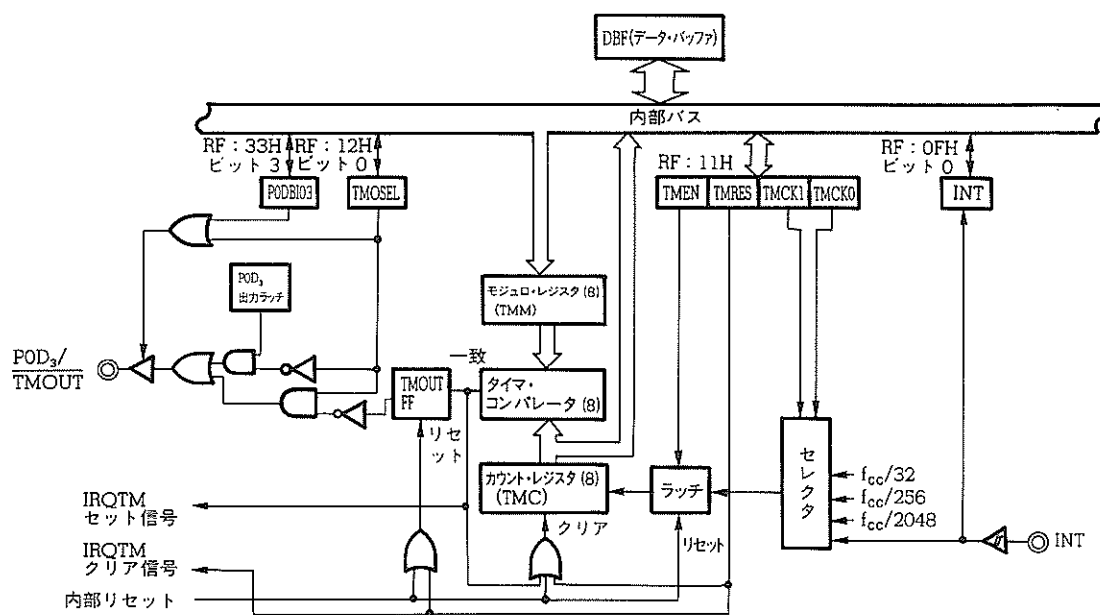 DBF(データ・バッファ)
内部バス
RF：33H
ビット3
RF：12H
ビット0
RF：11H
RF：0FH
ビット0
P0DBIO3
TMOSEL
TMEN
TMRES
TMCK1
TMCK0
INT
P0D₃
出力ラッチ
モジュロ・レジスタ(8)
(TMM)
P0D₃/
TMOUT
一致
TMOUT
FF
タイマ・
コンパレータ(8)
リセット
カウント・レジスタ(8)
(TMC)
ラッチ
セレクタ
fcc/32
fcc/256
fcc/2048
INT
クリア
リセット
IRQTM
セット信号
IRQTM
クリア信号
内部リセット